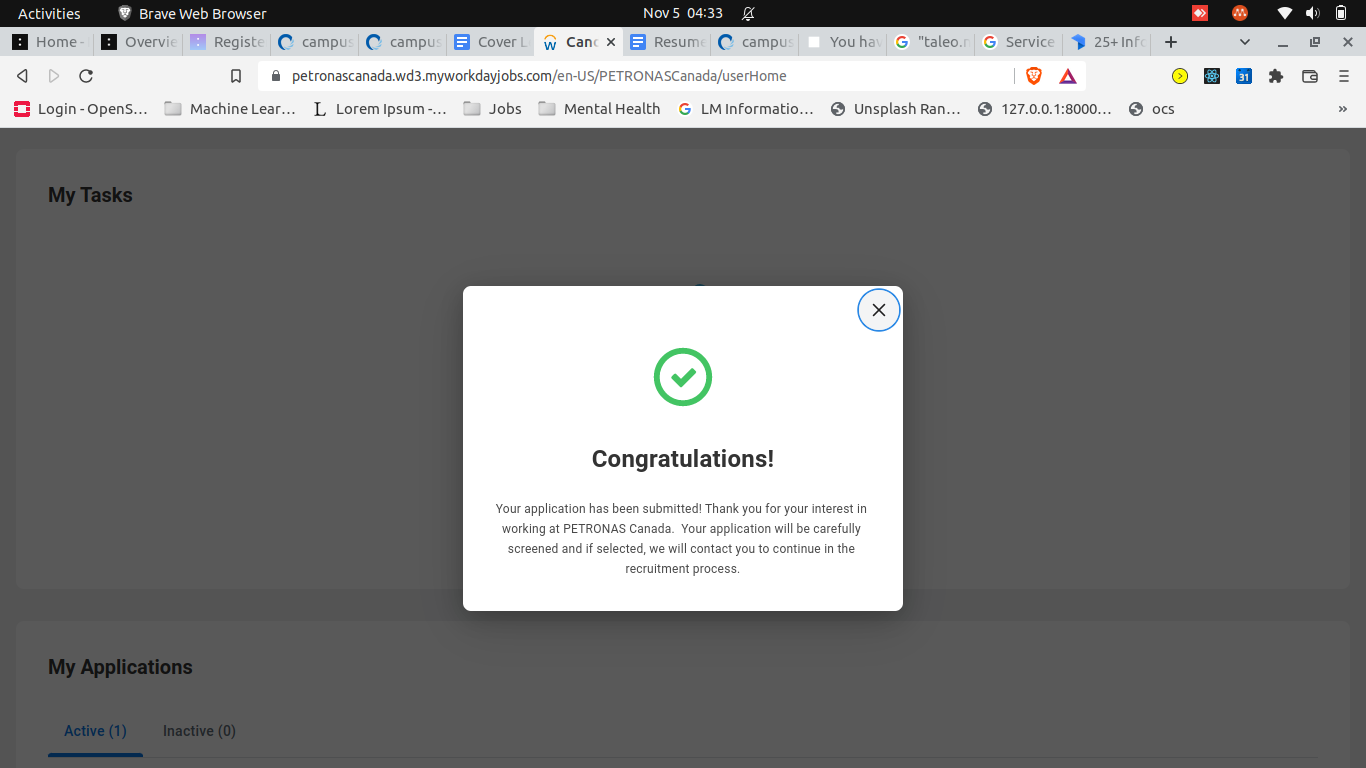 Activities Brave Web Browser Nov 5 04:33
Home - Overvie Registe campus campus Cover L Canc Resume campus You hav "taleo.n Service 25+ Info
petronascanada.wd3.myworkdayjobs.com/en-US/PETRONASCanada/userHome
31
Login - OpenS... Machine Lear... Lorem Ipsum -... Jobs Mental Health LM Informatio... Unsplash Ran... 127.0.0.1:8000... ocs »
My Tasks
Congratulations!
Your application has been submitted! Thank you for your interest in
working at PETRONAS Canada. Your application will be carefully
screened and if selected, we will contact you to continue in the
recruitment process.
My Applications
Active (1) Inactive (0)